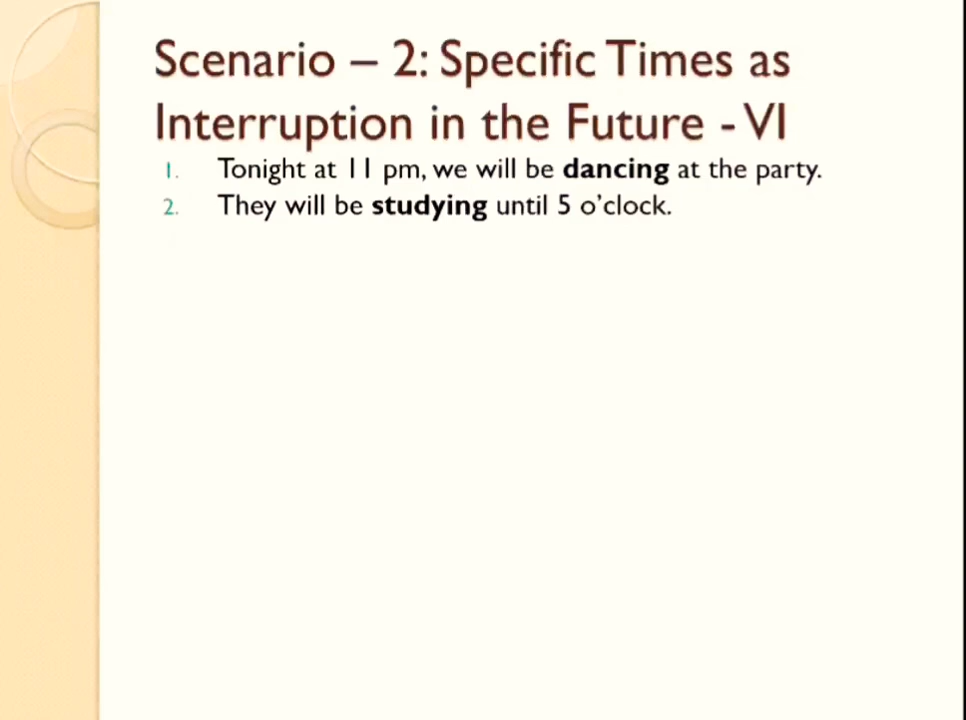 Scenario – 2: Specific Times as
Interruption in the Future - VI
1. Tonight at 11 pm, we will be dancing at the party.
2. They will be studying until 5 o’clock.